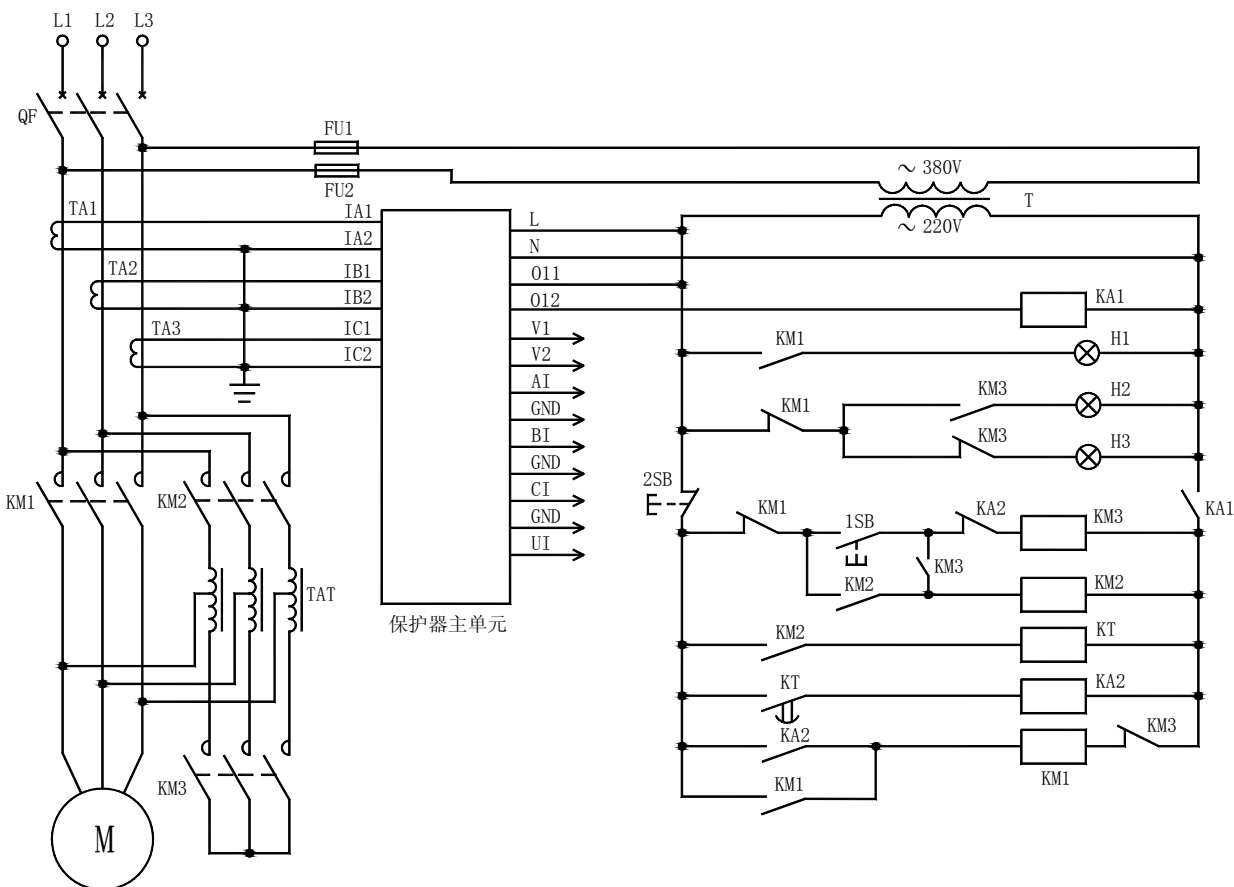 L1 L2 L3
QF
FU1
FU2
～ 380V
T
～ 220V
TA1
IA1
IA2
TA2
IB1
IB2
TA3
IC1
IC2
L
N
O11
O12
V1
V2
AI
GND
BI
GND
CI
GND
UI
保护器主单元
KA1
KM1
H1
KM1
KM3
H2
KM3
H3
2SB
KA1
KM1
1SB
KA2
KM3
KM3
KM2
KM2
KM2
KT
KT
KA2
KA2
KM3
KM1
KM1
KM1
KM2
TAT
KM3
M